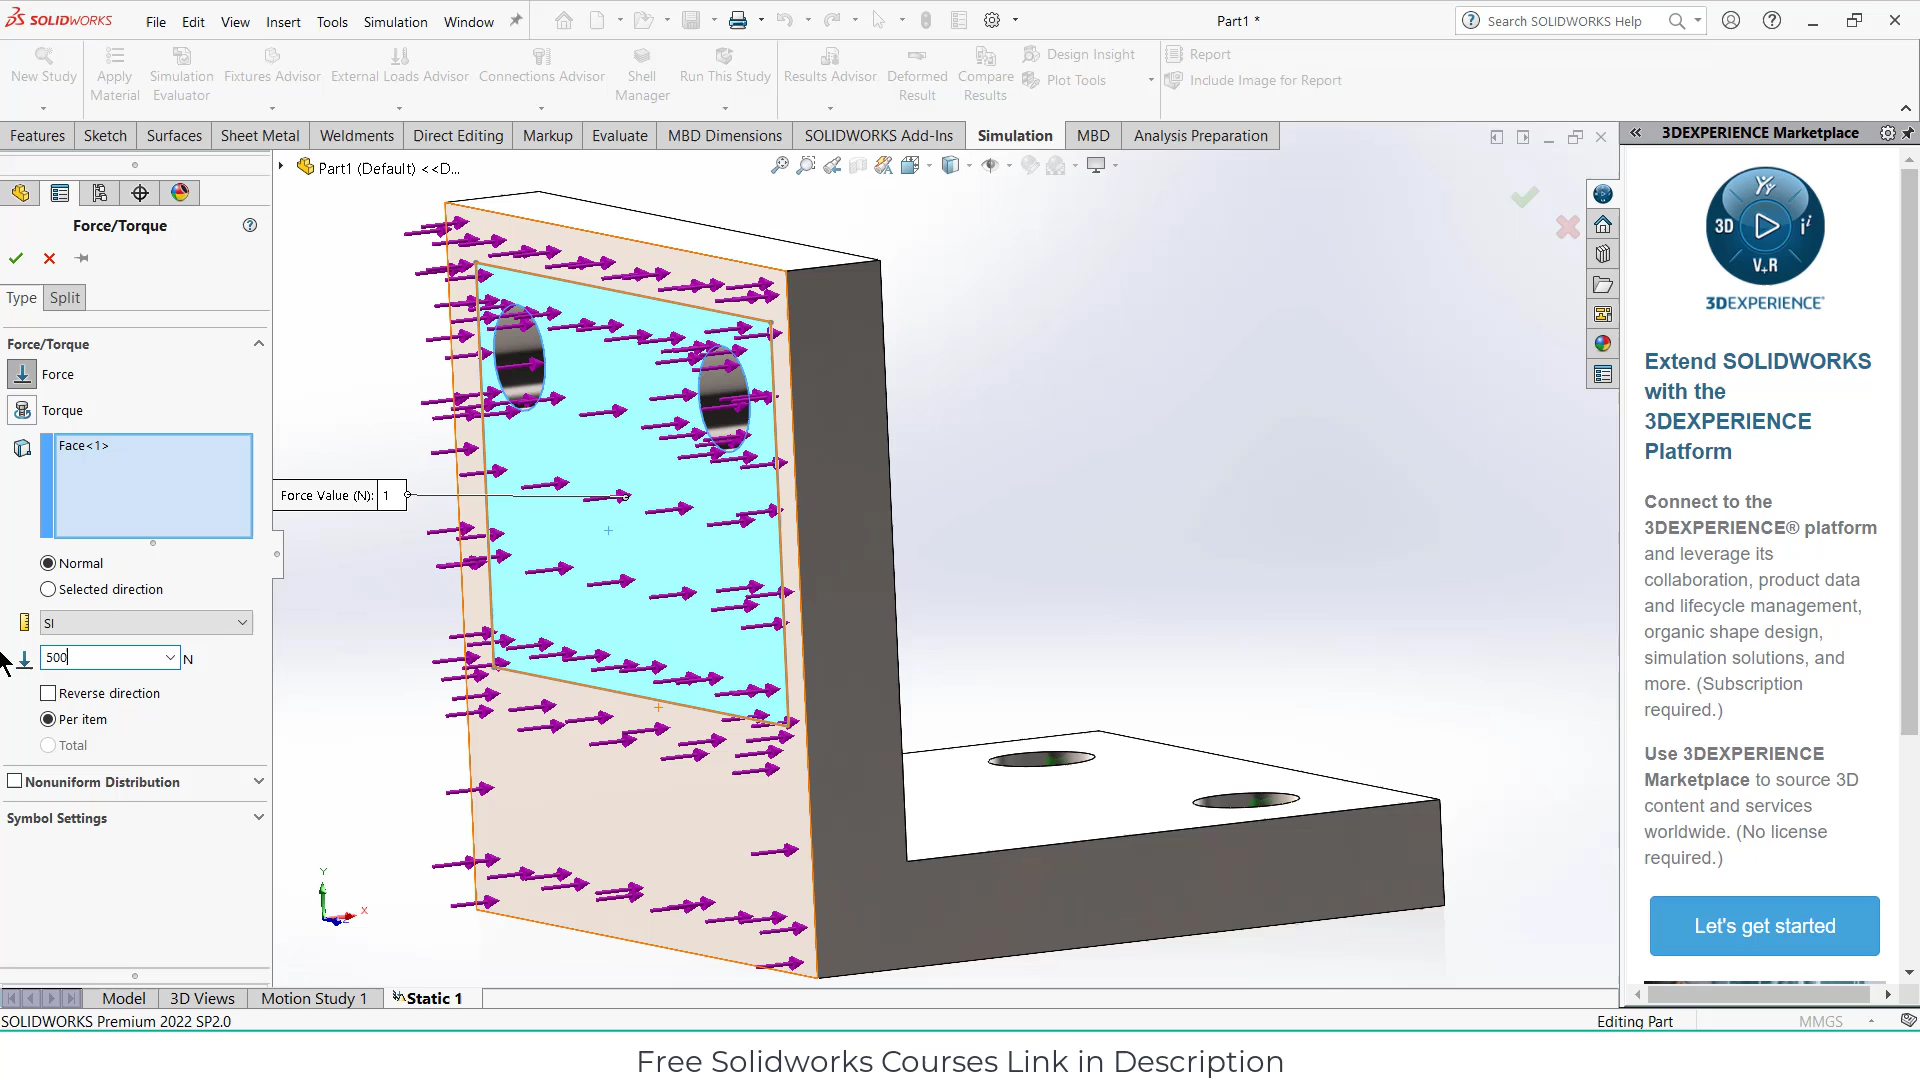 SOLIDWORKS File Edit View Insert Tools Simulation Window Part1 * Search SOLIDWORKS Help
New Study
Apply Material
Simulation Evaluator
Fixtures Advisor
External Loads Advisor
Connections Advisor
Shell Manager
Run This Study
Results Advisor
Deformed Result
Compare Results
Design Insight
Plot Tools
Report
Include Image for Report
Features Sketch Surfaces Sheet Metal Weldments Direct Editing Markup Evaluate MBD Dimensions SOLIDWORKS Add-Ins Simulation MBD Analysis Preparation
Part1 (Default) <<D...
Force/Torque
Type Split
Force/Torque
Force
Torque
Face<1>
Normal
Selected direction
SI
500 N
Reverse direction
Per item
Total
Nonuniform Distribution
Symbol Settings
Force Value (N): 1
Y
X
3DEXPERIENCE Marketplace
3D
V+R
3DEXPERIENCE
Extend SOLIDWORKS
with the
3DEXPERIENCE
Platform
Connect to the
3DEXPERIENCE® platform
and leverage its
collaboration, product data
and lifecycle management,
organic shape design,
simulation solutions, and
more. (Subscription
required.)
Use 3DEXPERIENCE
Marketplace to source 3D
content and services
worldwide. (No license
required.)
Let's get started
Model 3D Views Motion Study 1 Static 1
SOLIDWORKS Premium 2022 SP2.0 Editing Part MMGS
Free Solidworks Courses Link in Description